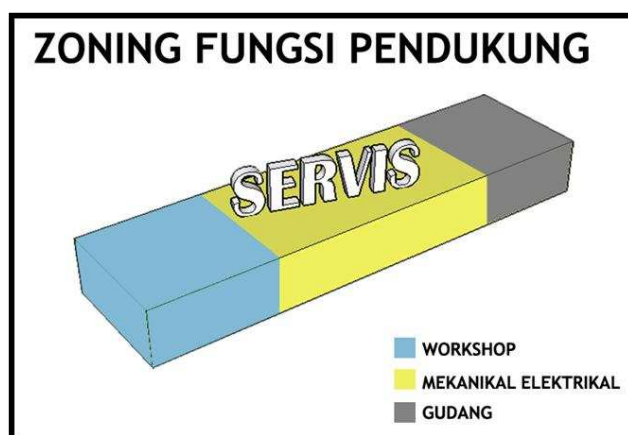 ZONING FUNGSI PENDUKUNG
SERVIS
WORKSHOP
MEKANIKAL ELEKTRIKAL
GUDANG